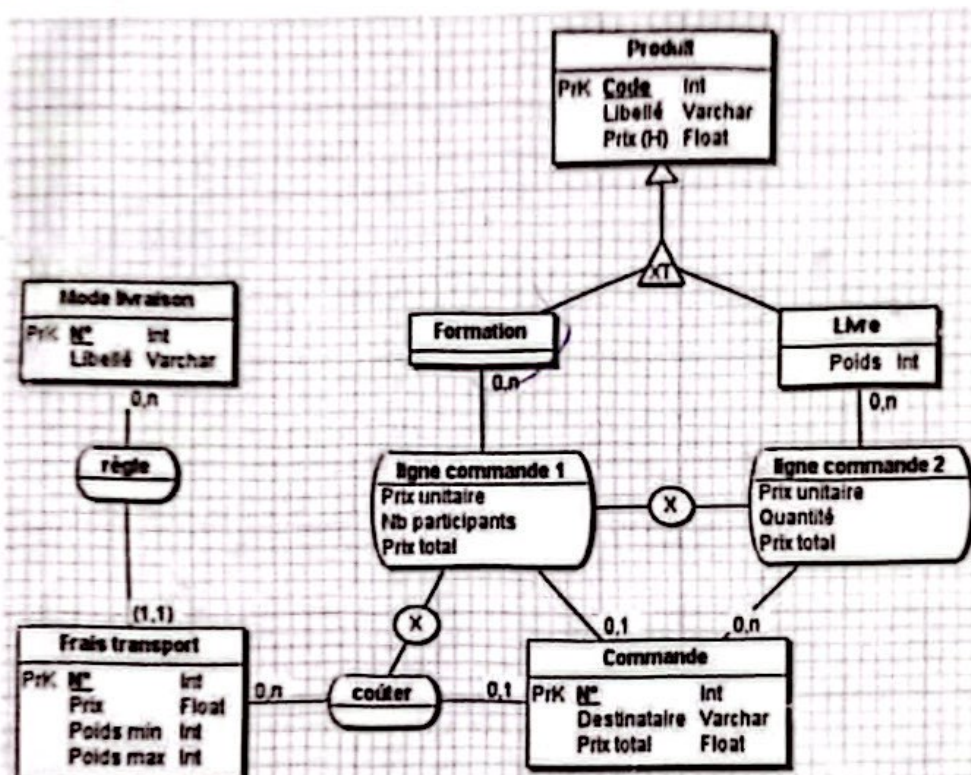 Produit
PrK Code Int
Libellé Varchar
Prix (H) Float
XT
Mode livraison
PrK N° Int
Libellé Varchar
0,n
règle
(1,1)
Frais transport
PrK N° Int
Prix Float
Poids min Int
Poids max Int
Formation
0,n
Livre
Poids Int
0,n
ligne commande 1
Prix unitaire
Nb participants
Prix total
X
ligne commande 2
Prix unitaire
Quantité
Prix total
X
0,1
0,n
0,n
coûter
0,1
Commande
PrK N° Int
Destinataire Varchar
Prix total Float